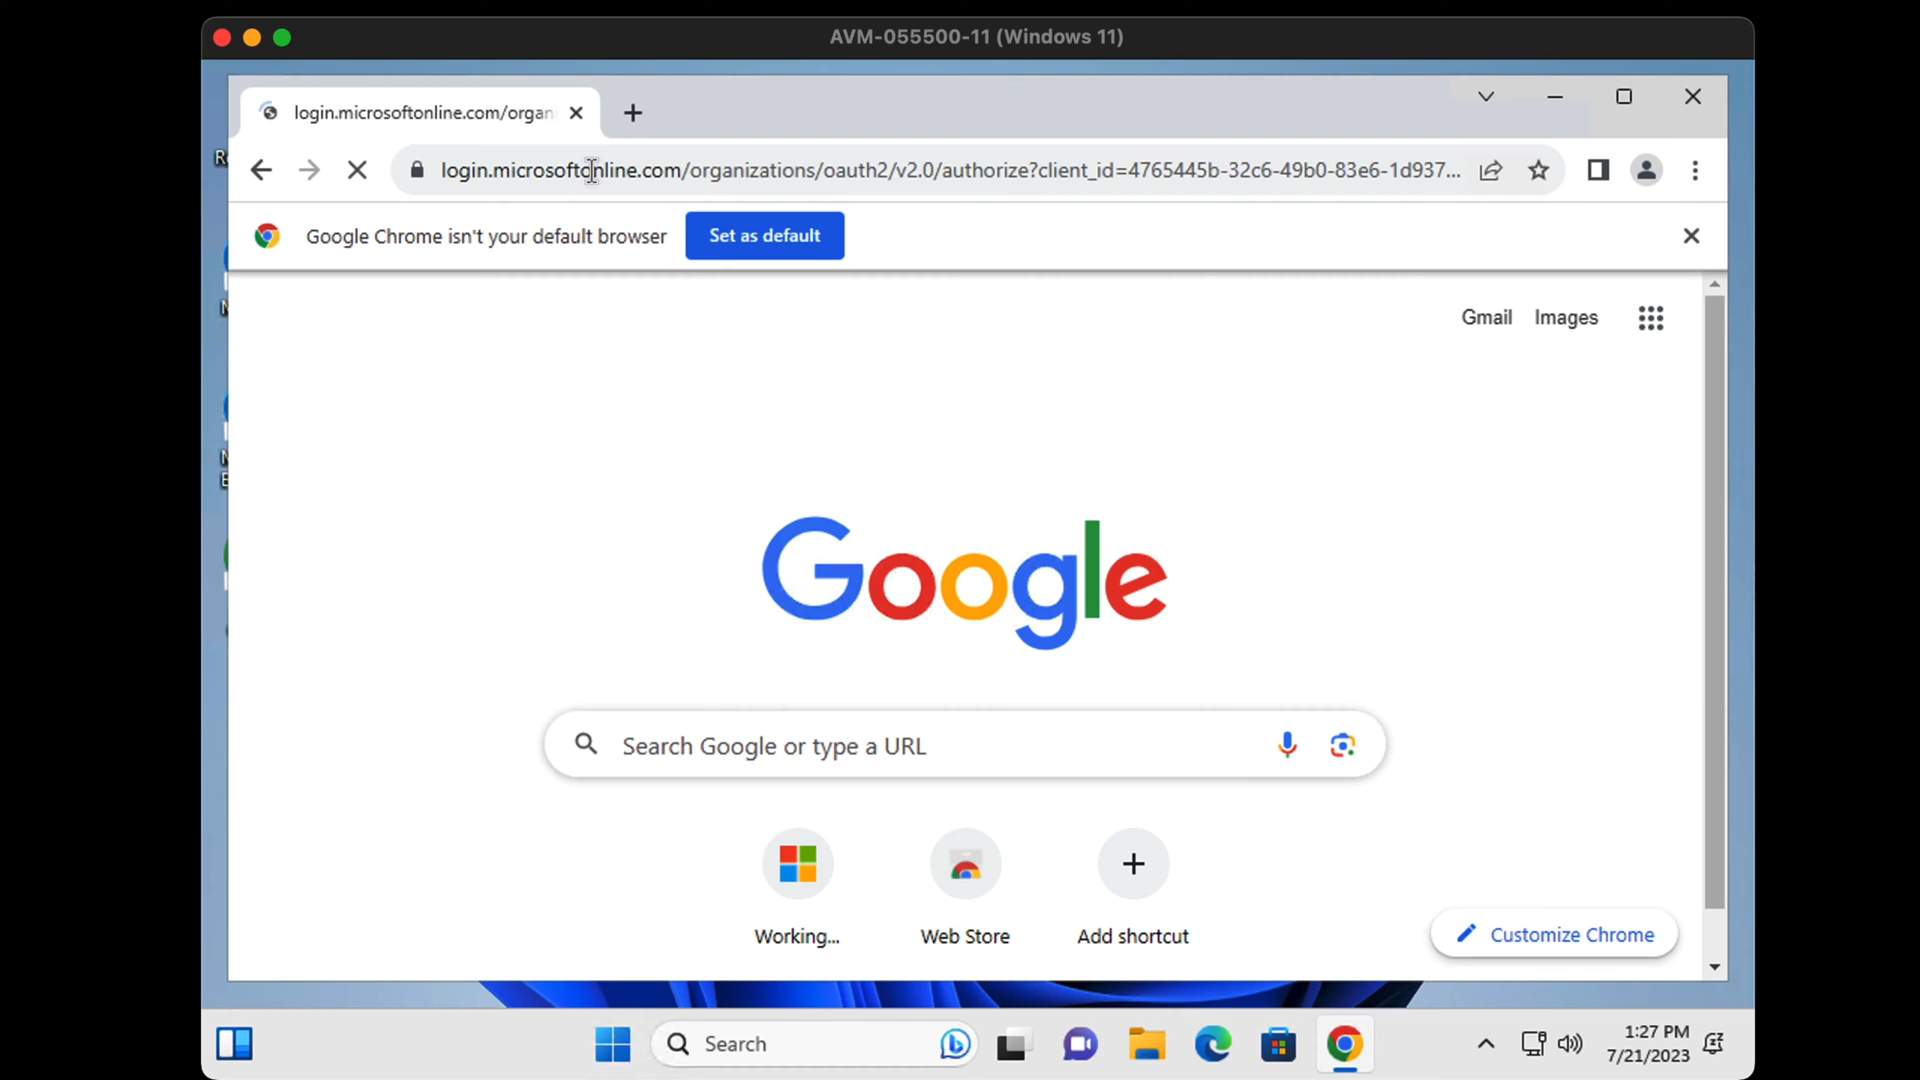 AVM-055500-11 (Windows 11)
login.microsoftonline.com/organ
login.microsoftonline.com/organizations/oauth2/v2.0/authorize?client_id=4765445b-32c6-49b0-83e6-1d937...
Google Chrome isn't your default browser
Set as default
Gmail
Images
Google
Search Google or type a URL
Working...
Web Store
Add shortcut
Customize Chrome
Search
1:27 PM
7/21/2023